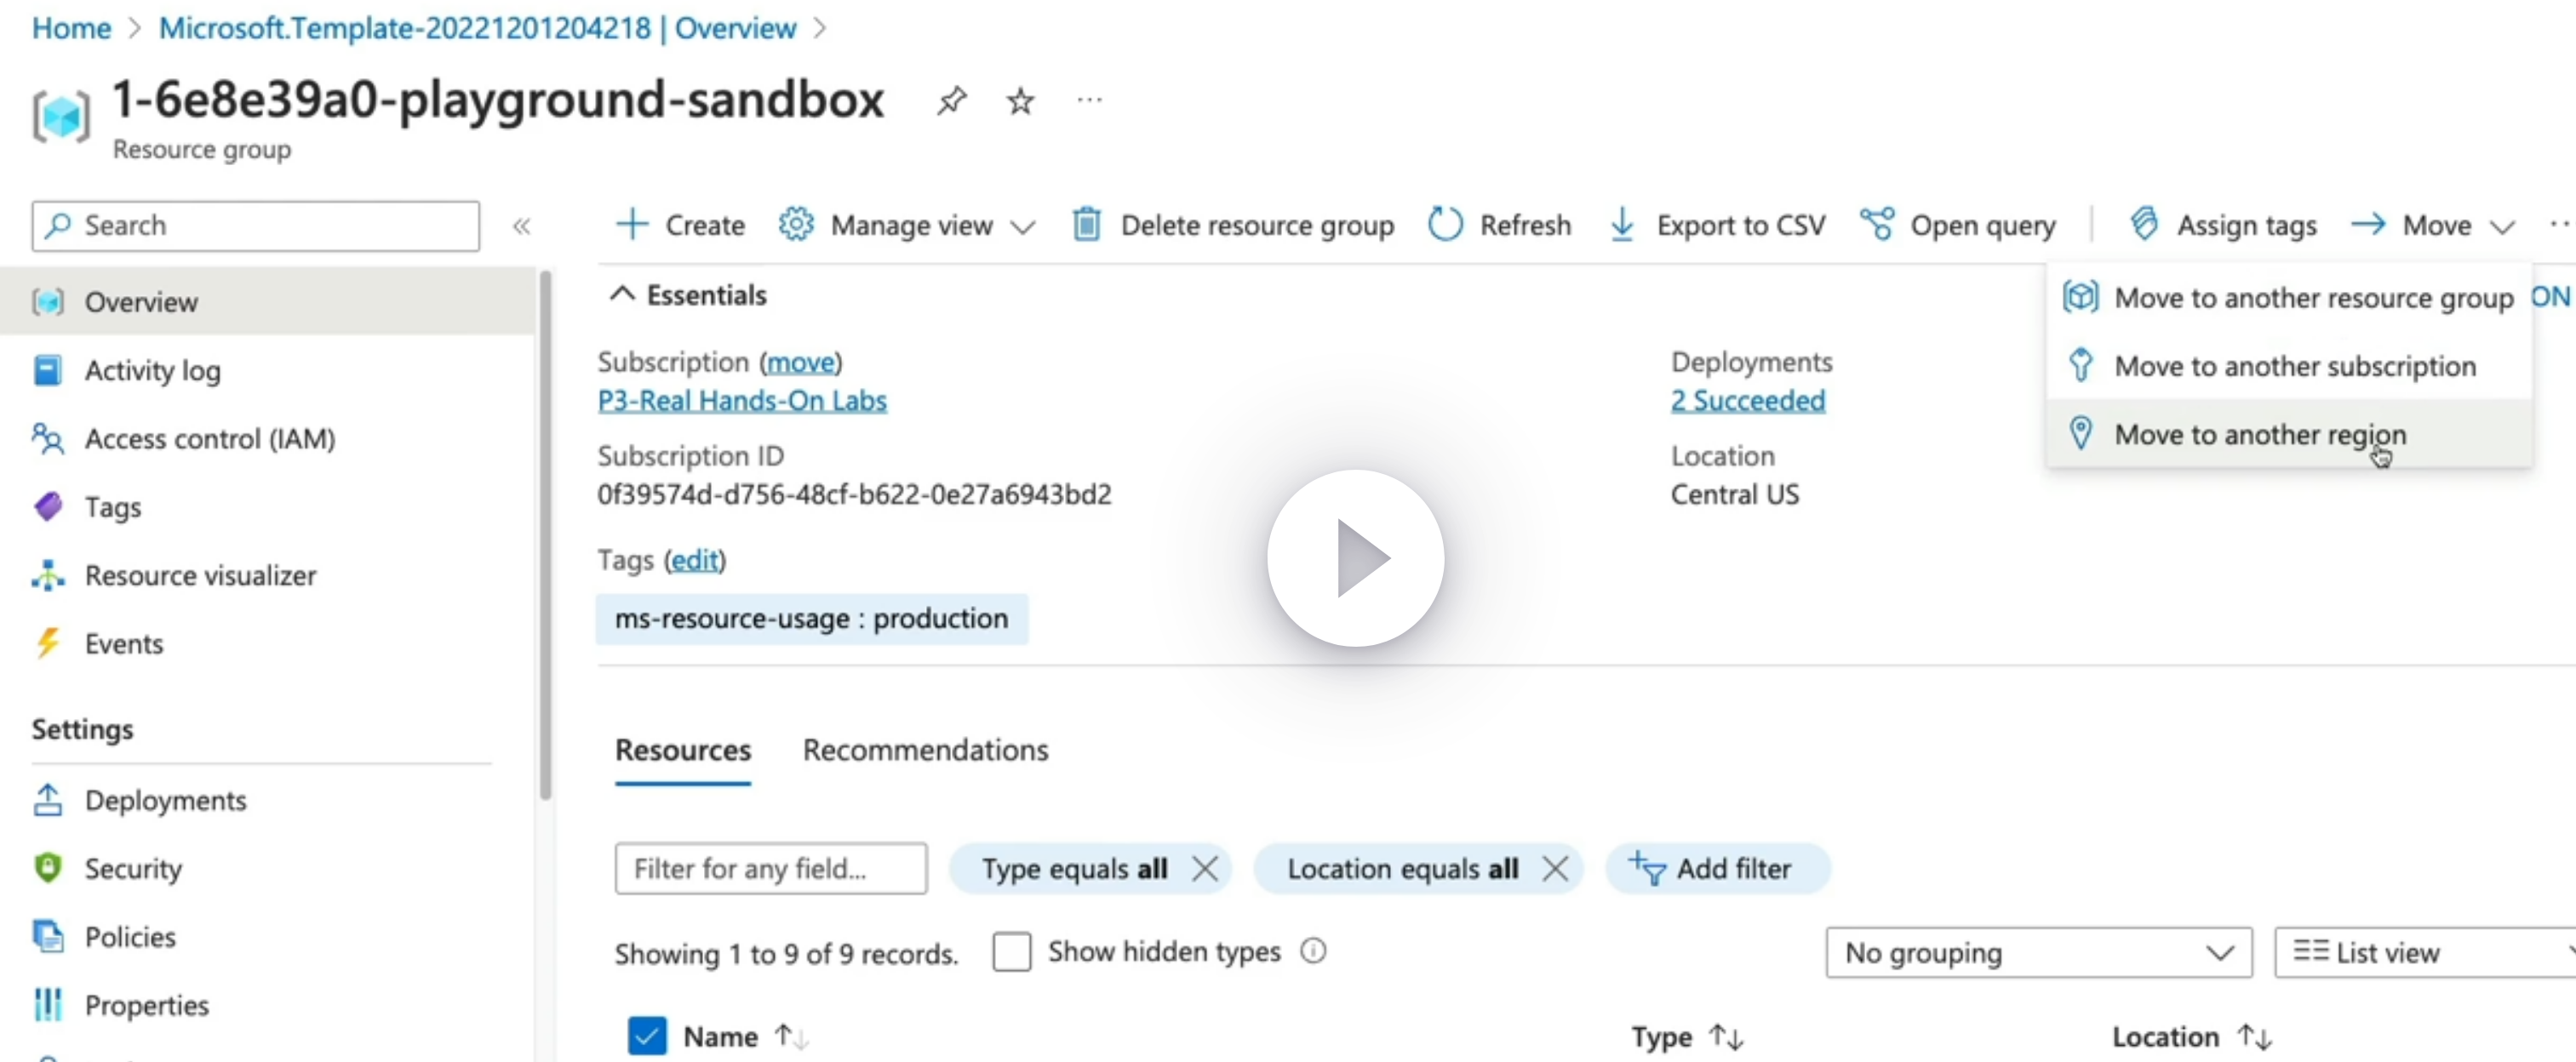 Home > Microsoft.Template-20221201204218 | Overview >
1-6e8e39a0-playground-sandbox ...
Resource group
Search «
Create Manage view Delete resource group Refresh Export to CSV Open query Assign tags Move
Overview
Activity log
Access control (IAM)
Tags
Resource visualizer
Events
Settings
Deployments
Security
Policies
Properties
Essentials
Subscription (move)
P3-Real Hands-On Labs
Subscription ID
0f39574d-d756-48cf-b622-0e27a6943bd2
Tags (edit)
ms-resource-usage : production
Deployments
2 Succeeded
Location
Central US
Move to another resource group
Move to another subscription
Move to another region
ON
Resources Recommendations
Filter for any field... Type equals all Location equals all Add filter
Showing 1 to 9 of 9 records. Show hidden types No grouping List view
Name Type Location